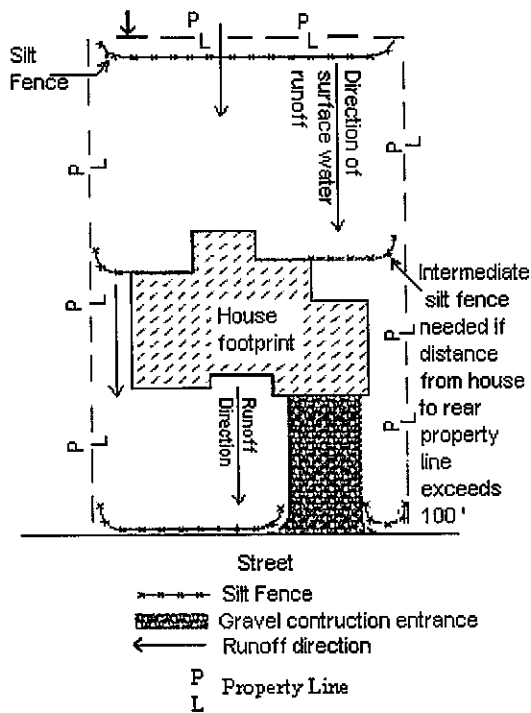 P
L
P
L
Silt
Fence
Direction of
surface water
runoff
P
L
P
L
Intermediate
silt fence
needed if
distance
from house
to rear
property
line
exceeds
100'
House
footprint
P
L
P
L
Runoff
Direction
P
L
P
L
Street
Silt Fence
Gravel contruction entrance
Runoff direction
P
L
Property Line